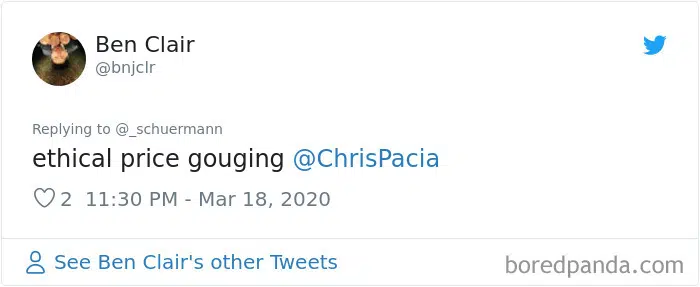 Ben Clair
@bnjclr
Replying to @_schuermann
ethical price gouging @ChrisPacia
2 11:30 PM - Mar 18, 2020
See Ben Clair's other Tweets
boredpanda.com